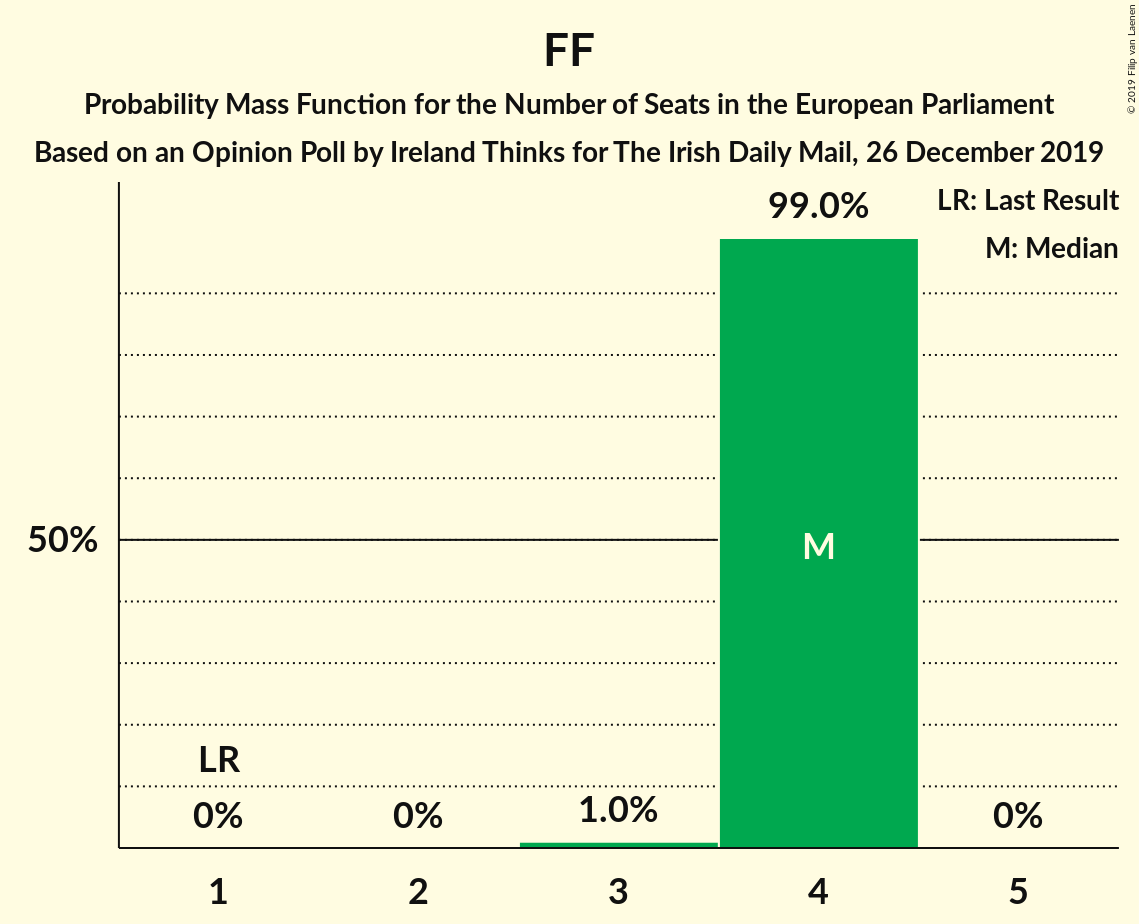 FF
Probability Mass Function for the Number of Seats in the European Parliament
Based on an Opinion Poll by Ireland Thinks for The Irish Daily Mail, 26 December 2019
© 2019 Filip van Laenen
LR: Last Result
M: Median
99.0%
50%
M
LR
0%
0%
1.0%
0%
1
2
3
4
5